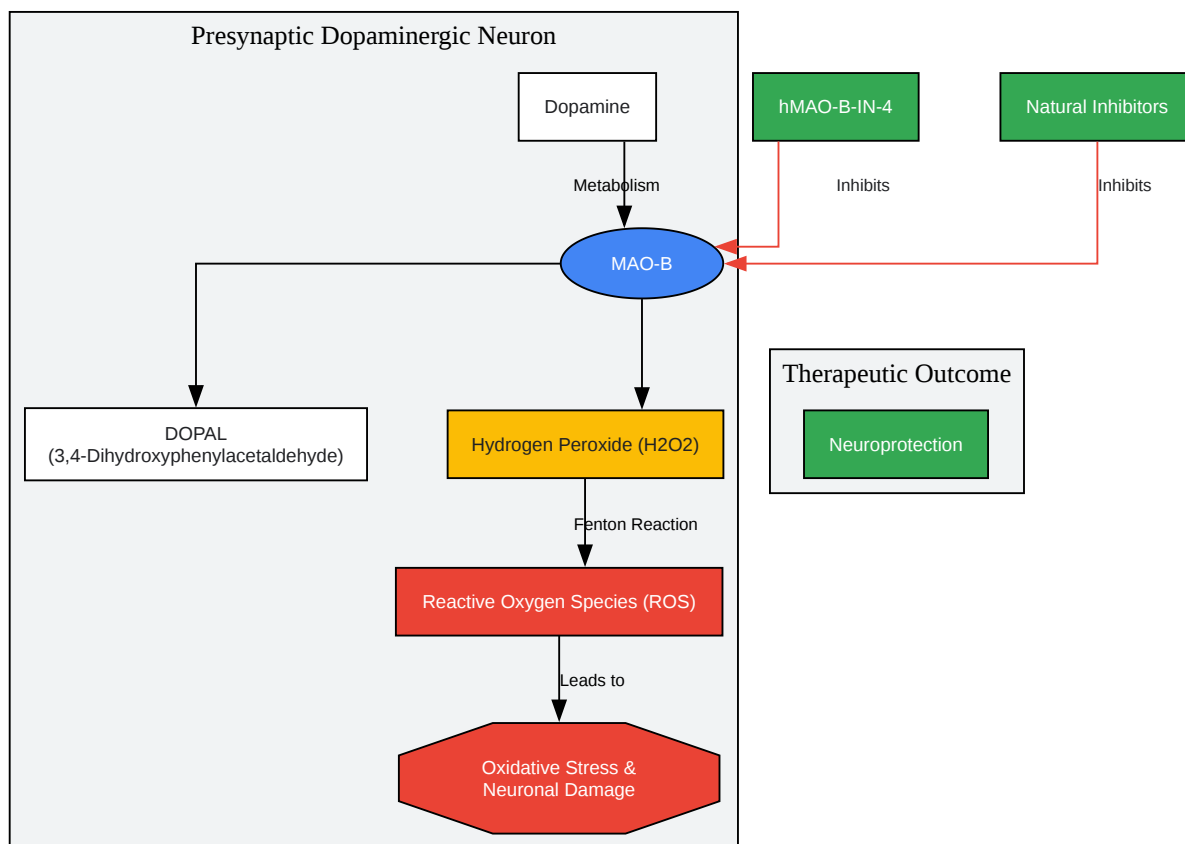 Presynaptic Dopaminergic Neuron
Dopamine
hMAO-B-IN-4
Natural Inhibitors
Metabolism
Inhibits
Inhibits
MAO-B
Therapeutic Outcome
DOPAL
(3,4-Dihydroxyphenylacetaldehyde)
Hydrogen Peroxide (H2O2)
Neuroprotection
Fenton Reaction
Reactive Oxygen Species (ROS)
Leads to
Oxidative Stress &
Neuronal Damage